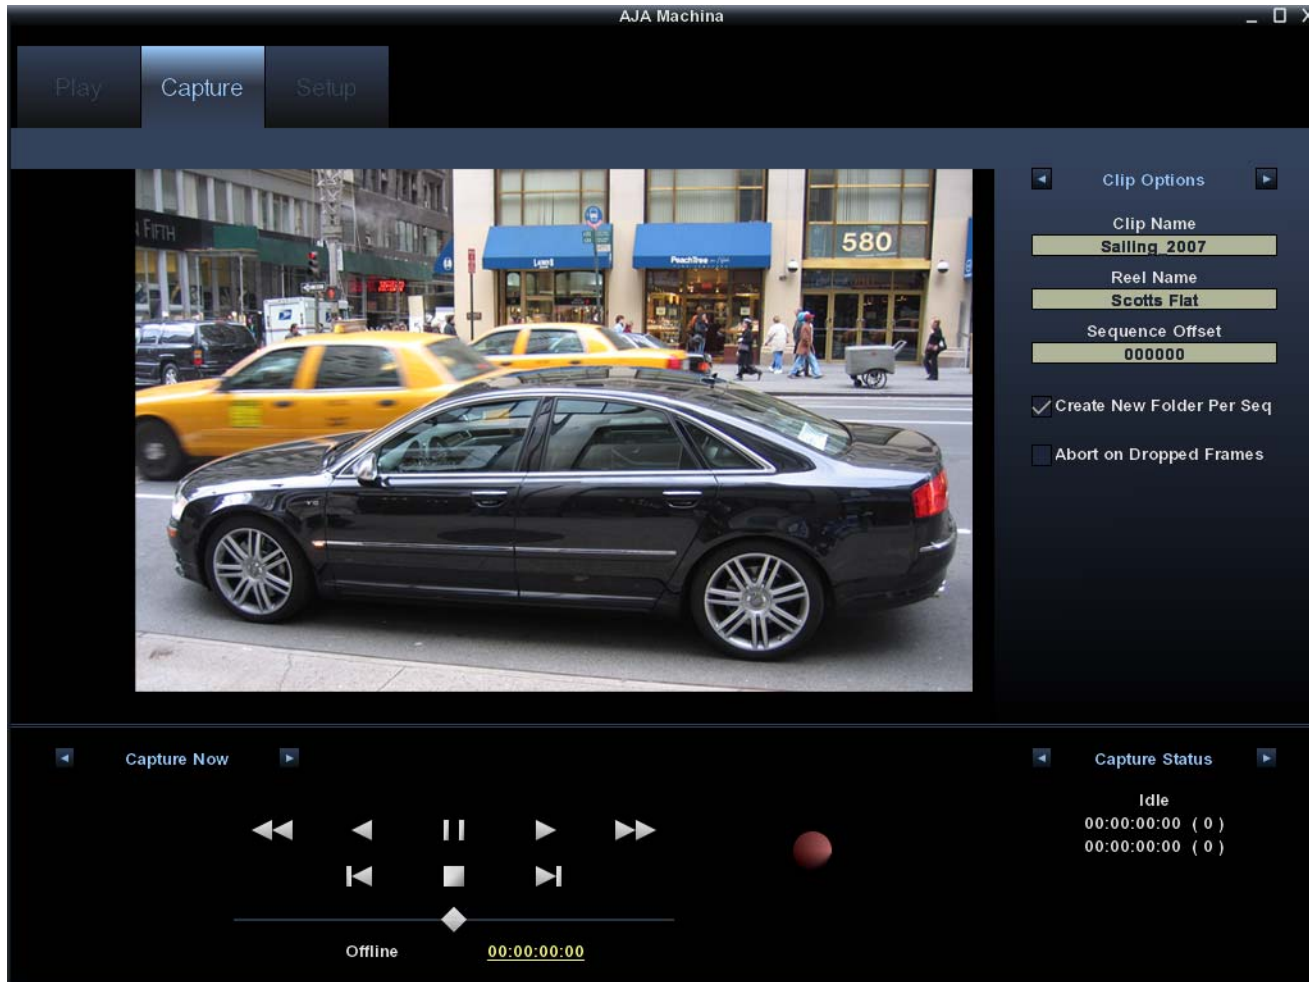 AJA Machina
Play
Capture
Setup
FIFTH
580
PeachTree
Clip Options
Clip Name
Sailing_2007
Reel Name
Scotts Flat
Sequence Offset
000000
Create New Folder Per Seq
Abort on Dropped Frames
Capture Now
Offline
00:00:00:00
Capture Status
Idle
00:00:00:00 ( 0 )
00:00:00:00 ( 0 )